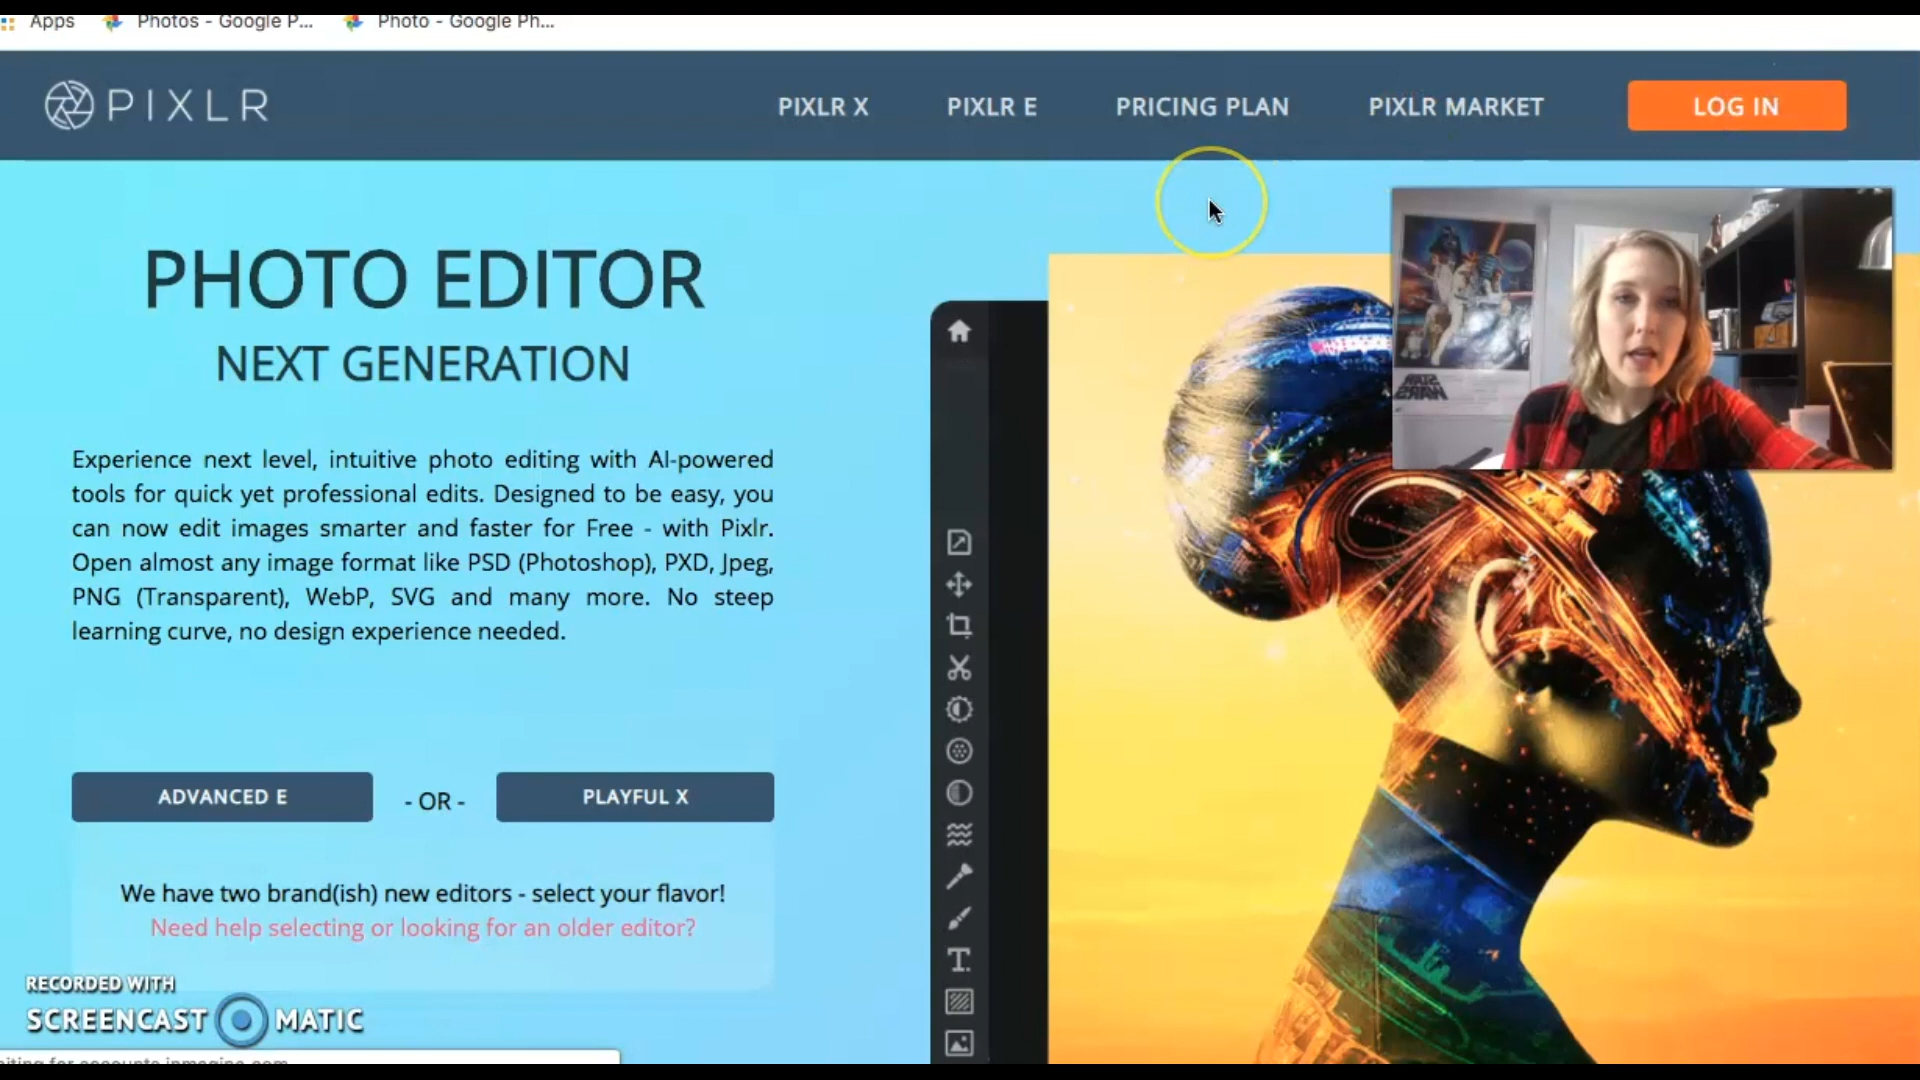 Apps Photos - Google P... Photo - Google Ph...
PIXLR PIXLR X PIXLR E PRICING PLAN PIXLR MARKET LOG IN
PHOTO EDITOR
NEXT GENERATION
STAR
WARS
Experience next level, intuitive photo editing with AI-powered
tools for quick yet professional edits. Designed to be easy, you
can now edit images smarter and faster for Free - with Pixlr.
Open almost any image format like PSD (Photoshop), PXD, Jpeg,
PNG (Transparent), WebP, SVG and many more. No steep
learning curve, no design experience needed.
ADVANCED E - OR - PLAYFUL X
We have two brand(ish) new editors - select your flavor!
Need help selecting or looking for an older editor?
RECORDED WITH
SCREENCAST MATIC